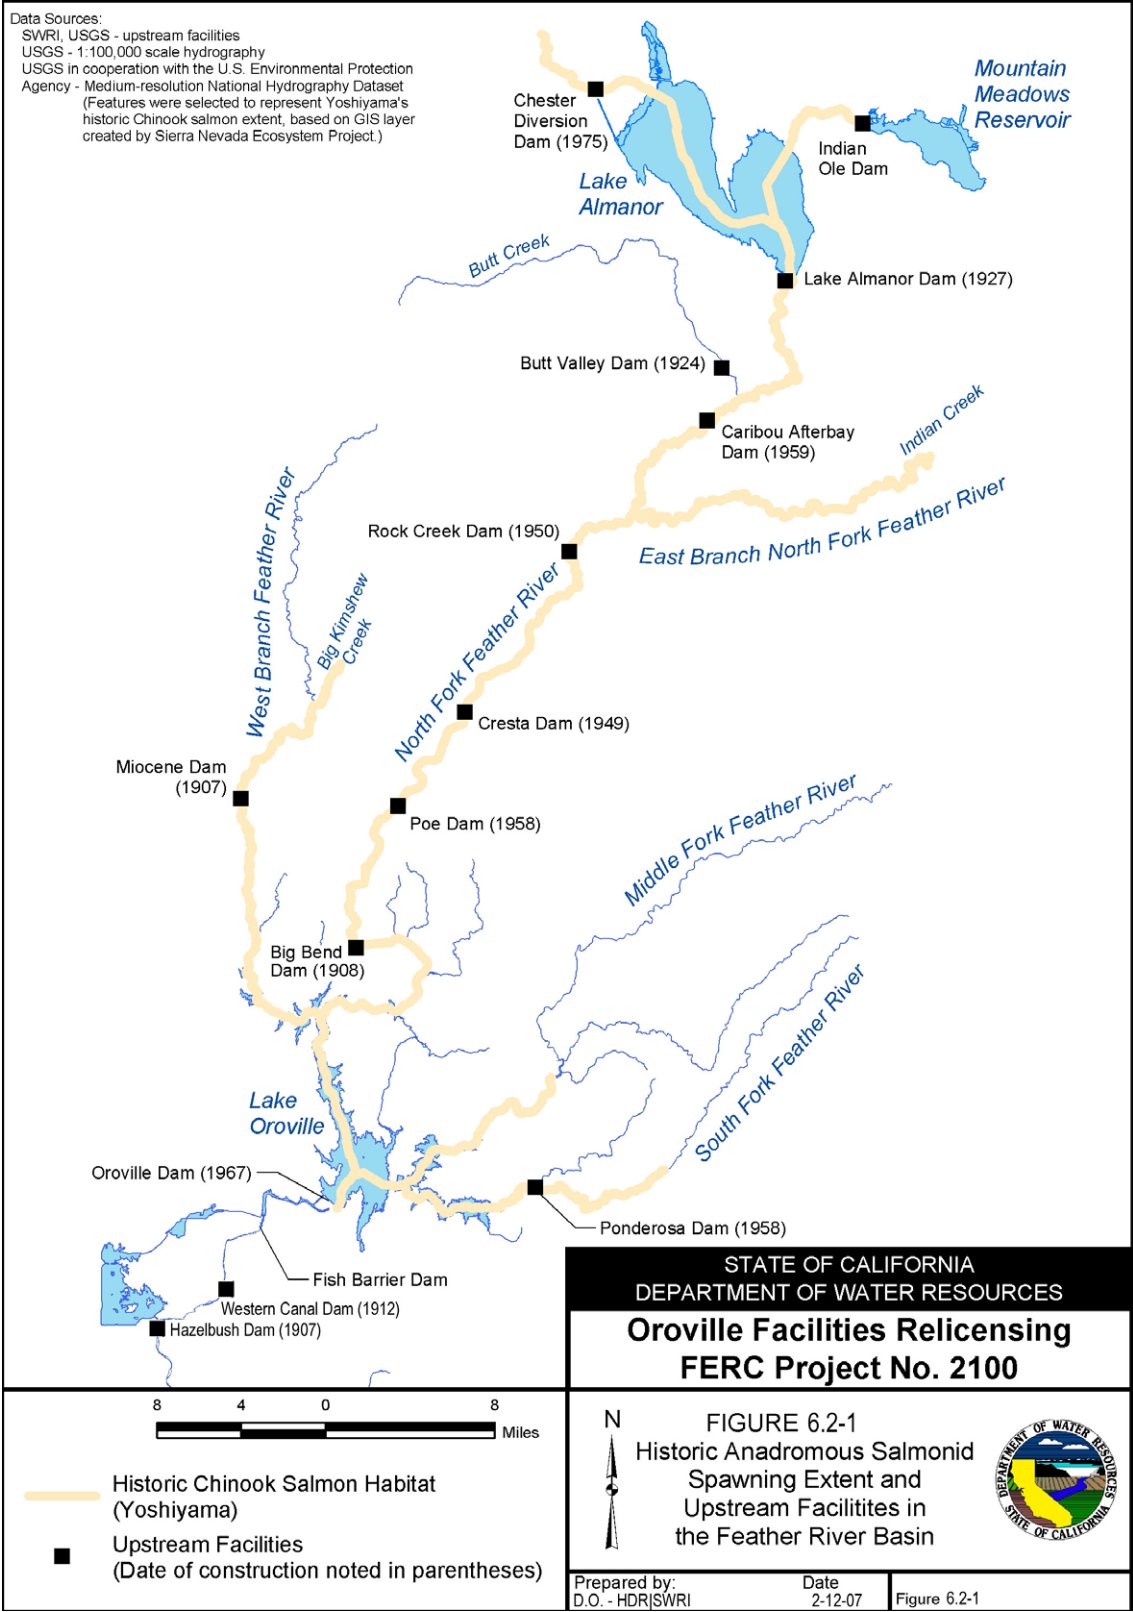 Data Sources:
SWRI, USGS - upstream facilities
USGS - 1:100,000 scale hydrography
USGS in cooperation with the U.S. Environmental Protection
Agency - Medium-resolution National Hydrography Dataset
(Features were selected to represent Yoshiyama's
historic Chinook salmon extent, based on GIS layer
created by Sierra Nevada Ecosystem Project.)
Chester
Diversion
Dam (1975)
Mountain
Meadows
Reservoir
Indian
Ole Dam
Lake
Almanor
Butt Creek
Lake Almanor Dam (1927)
Butt Valley Dam (1924)
Caribou Afterbay
Dam (1959)
Indian Creek
Rock Creek Dam (1950)
East Branch North Fork Feather River
West Branch Feather River
Big Kimshew
Creek
North Fork Feather River
Cresta Dam (1949)
Miocene Dam
(1907)
Poe Dam (1958)
Middle Fork Feather River
Big Bend
Dam (1908)
South Fork Feather River
Lake
Oroville
Oroville Dam (1967)
Ponderosa Dam (1958)
Fish Barrier Dam
Western Canal Dam (1912)
Hazelbush Dam (1907)
STATE OF CALIFORNIA
DEPARTMENT OF WATER RESOURCES
Oroville Facilities Relicensing
FERC Project No. 2100
8 4 0 8
Miles
Historic Chinook Salmon Habitat
(Yoshiyama)
Upstream Facilities
(Date of construction noted in parentheses)
N
FIGURE 6.2-1
Historic Anadromous Salmonid
Spawning Extent and
Upstream Facilitites in
the Feather River Basin
DEPARTMENT OF WATER RESOURCES
STATE OF CALIFORNIA
Prepared by:
D.O. - HDR|SWRI
Date
2-12-07
Figure 6.2-1